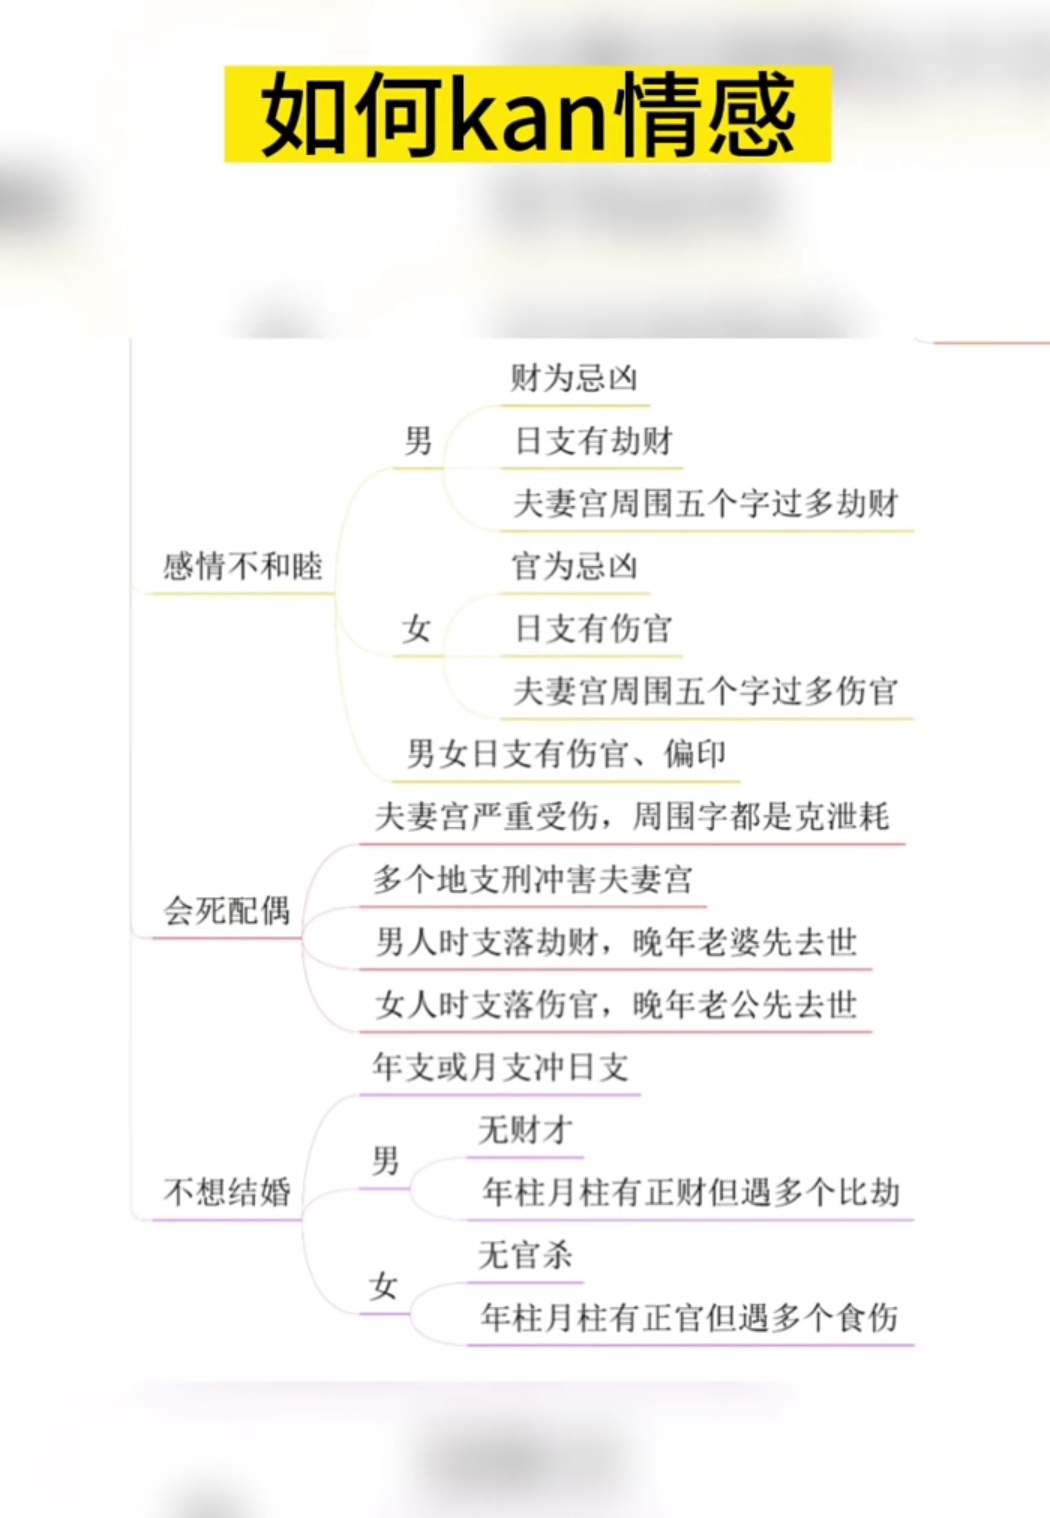 如何kan情感
感情不和睦
男
财为忌凶
日支有劫财
夫妻宫周围五个字过多劫财
女
官为忌凶
日支有伤官
夫妻宫周围五个字过多伤官
男女日支有伤官、偏印
会死配偶
夫妻宫严重受伤，周围字都是克泄耗
多个地支刑冲害夫妻宫
男人时支落劫财，晚年老婆先去世
女人时支落伤官，晚年老公先去世
不想结婚
年支或月支冲日支
男
无财才
年柱月柱有正财但遇多个比劫
女
无官杀
年柱月柱有正官但遇多个食伤